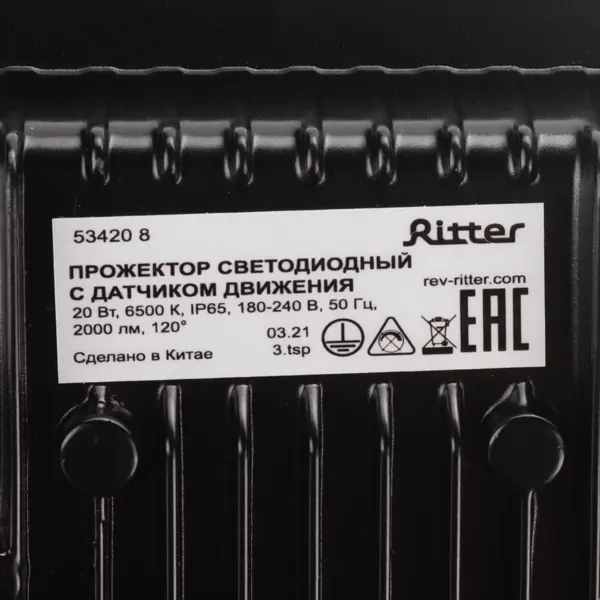 53420 8
Ritter
ПРОЖЕКТОР СВЕТОДИОДНЫЙ
С ДАТЧИКОМ ДВИЖЕНИЯ
rev-ritter.com
20 Вт, 6500 К, IP65, 180-240 В, 50 Гц,
2000 лм, 120°
03.21
3.tsp
Сделано в Китае
EAC